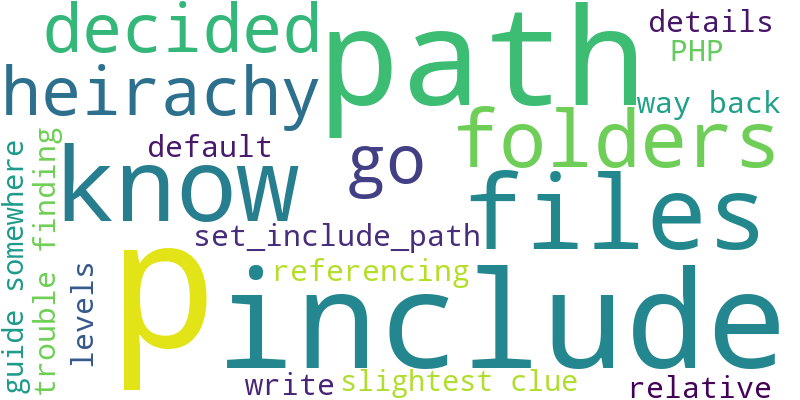 decided
path
details
PHP
heirachy
way back
folders
default
go
know
files
guide somewhere
trouble finding
levels
set_include_path
p
include
referencing
write
slightest clue
relative